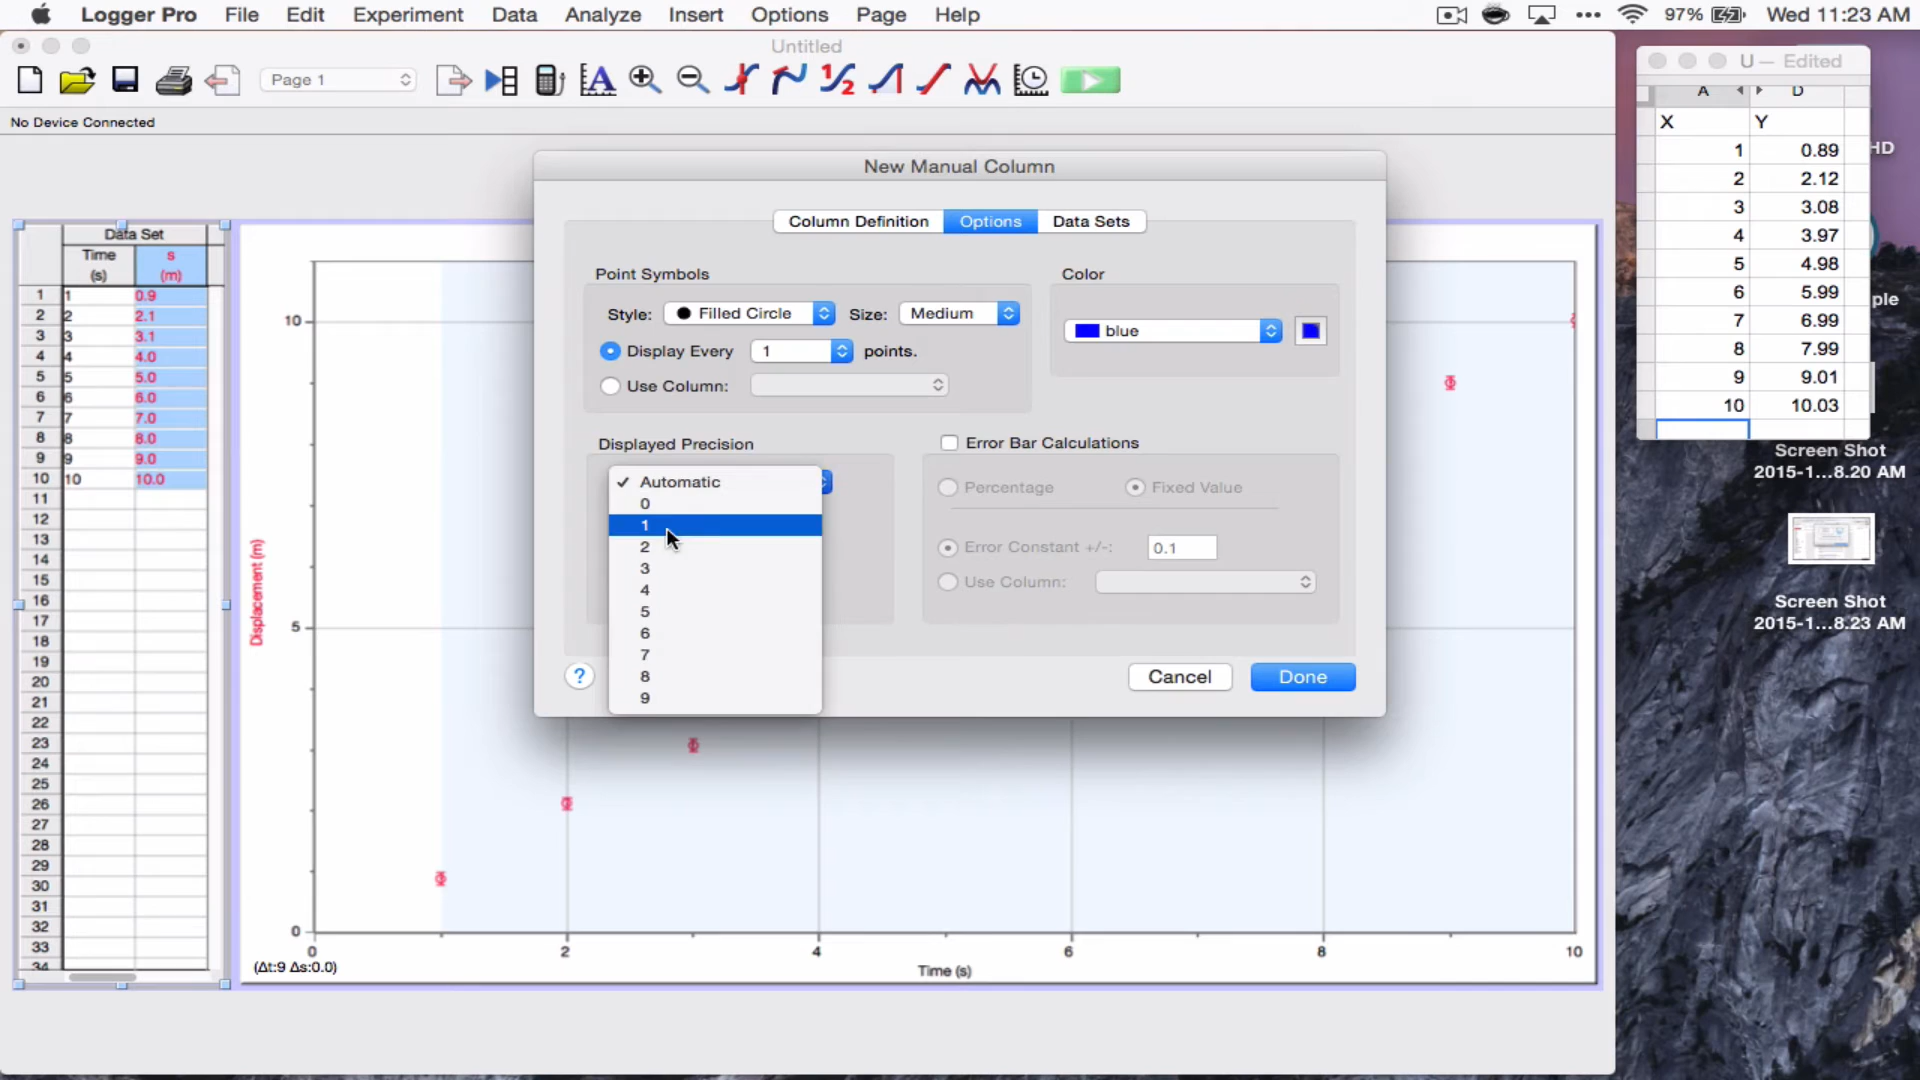 Logger Pro File Edit Experiment Data Analyze Insert Options Page Help 97% Wed 11:23 AM
Untitled
Page 1
No Device Connected
Data Set
Time s
(s) (m)
1 1 0.9
2 2 2.1
3 3 3.1
4 4 4.0
5 5 5.0
6 6 6.0
7 7 7.0
8 8 8.0
9 9 9.0
10 10 10.0
11
12
13
14
15
16
17
18
19
20
21
22
23
24
25
26
27
28
29
30
31
32
33
34
Displacement (m)
10
5
0
0 2 4 6 8 10
(Δt:9 Δs:0.0)
Time (s)
New Manual Column
Column Definition Options Data Sets
Point Symbols
Style: Filled Circle Size: Medium
Display Every 1 points.
Use Column:
Color
blue
Displayed Precision
✓ Automatic
0
1
2
3
4
5
6
7
8
9
Error Bar Calculations
Percentage Fixed Value
Error Constant +/-: 0.1
Use Column:
? Cancel Done
U — Edited
A D
X Y
1 0.89
2 2.12
3 3.08
4 3.97
5 4.98
6 5.99
7 6.99
8 7.99
9 9.01
10 10.03
HD
ple
Screen Shot
2015-1...8.20 AM
Screen Shot
2015-1...8.23 AM